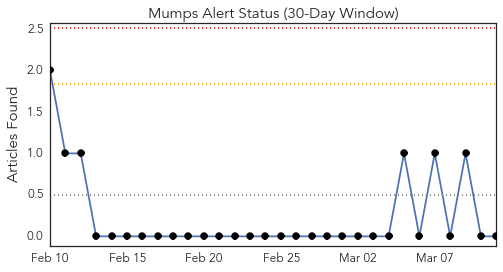 Mumps Alert Status (30-Day Window)
Articles Found
2.5
2.0
1.5
1.0
0.5
0.0
Feb 10 Feb 15 Feb 20 Feb 25 Mar 02 Mar 07